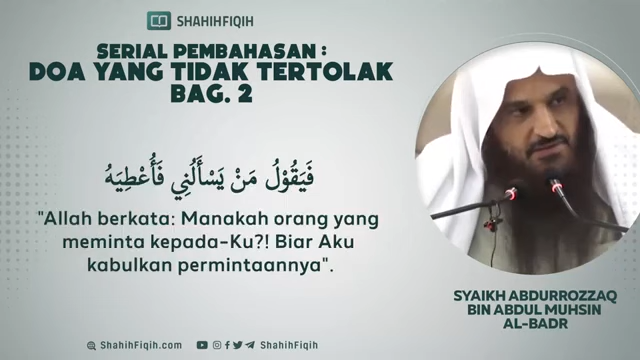 SHAHIHFIQIH
SERIAL PEMBAHASAN :
DOA YANG TIDAK TERTOLAK
BAG. 2
فَيَقُوْلُ مَنْ يَسْأَلُنِي فَأُعْطِيَهُ
"Allah berkata: Manakah orang yang
meminta kepada-Ku?! Biar Aku
kabulkan permintaannya".
SYAIKH ABDURROZZAQ
BIN ABDUL MUHSIN
AL-BADR
ShahihFiqih.com
ShahihFiqih